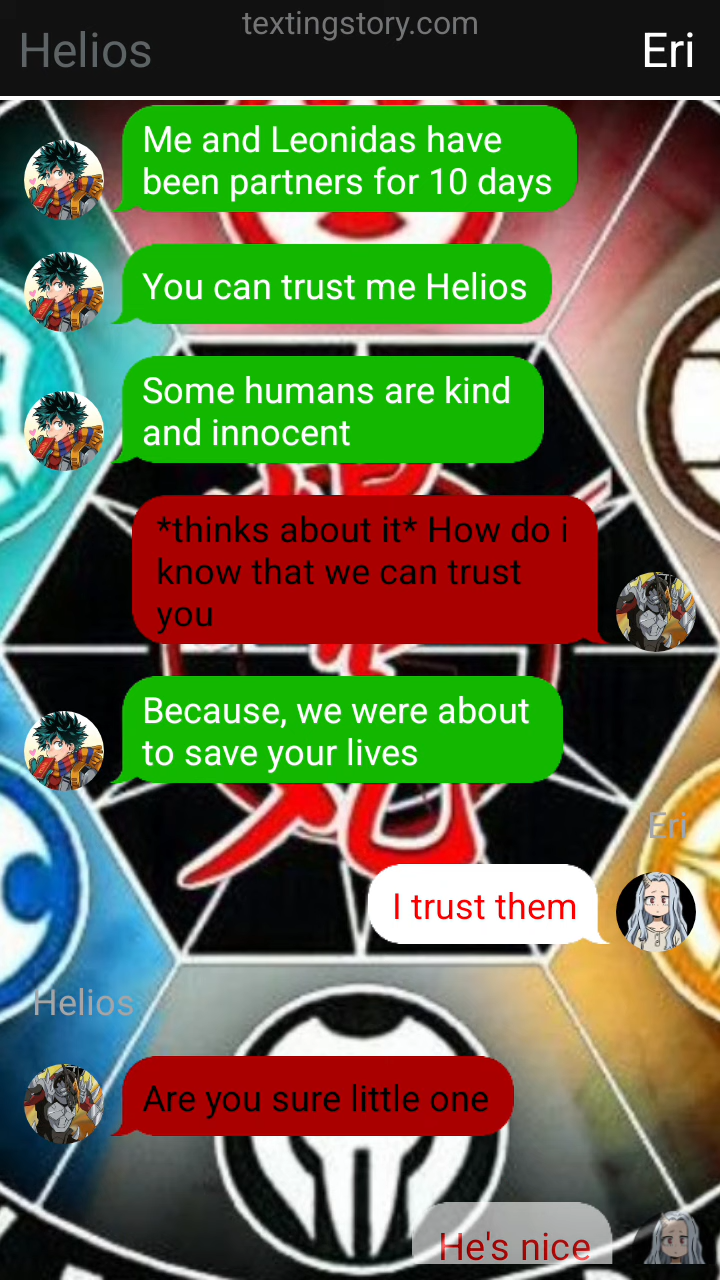 textingstory.com
Helios
Eri
Me and Leonidas have
been partners for 10 days
You can trust me Helios
Some humans are kind
and innocent
*thinks about it* How do i
know that we can trust
you
Because, we were about
to save your lives
Eri
I trust them
Helios
Are you sure little one
He's nice